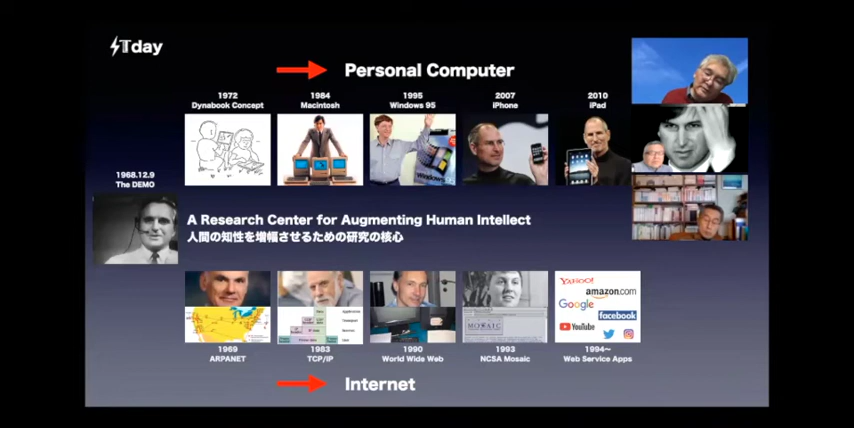 Tday
Personal Computer
1972
Dynabook Concept
1984
Macintosh
1995
Windows 95
2007
iPhone
2010
iPad
1968.12.9
The DEMO
A Research Center for Augmenting Human Intellect
人間の知性を増幅させるための研究の核心
YAHOO!
amazon.com
Google
facebook
YouTube
MOSAIC
1969
ARPANET
1983
TCP/IP
1990
World Wide Web
1993
NCSA Mosaic
1994〜
Web Service Apps
Internet